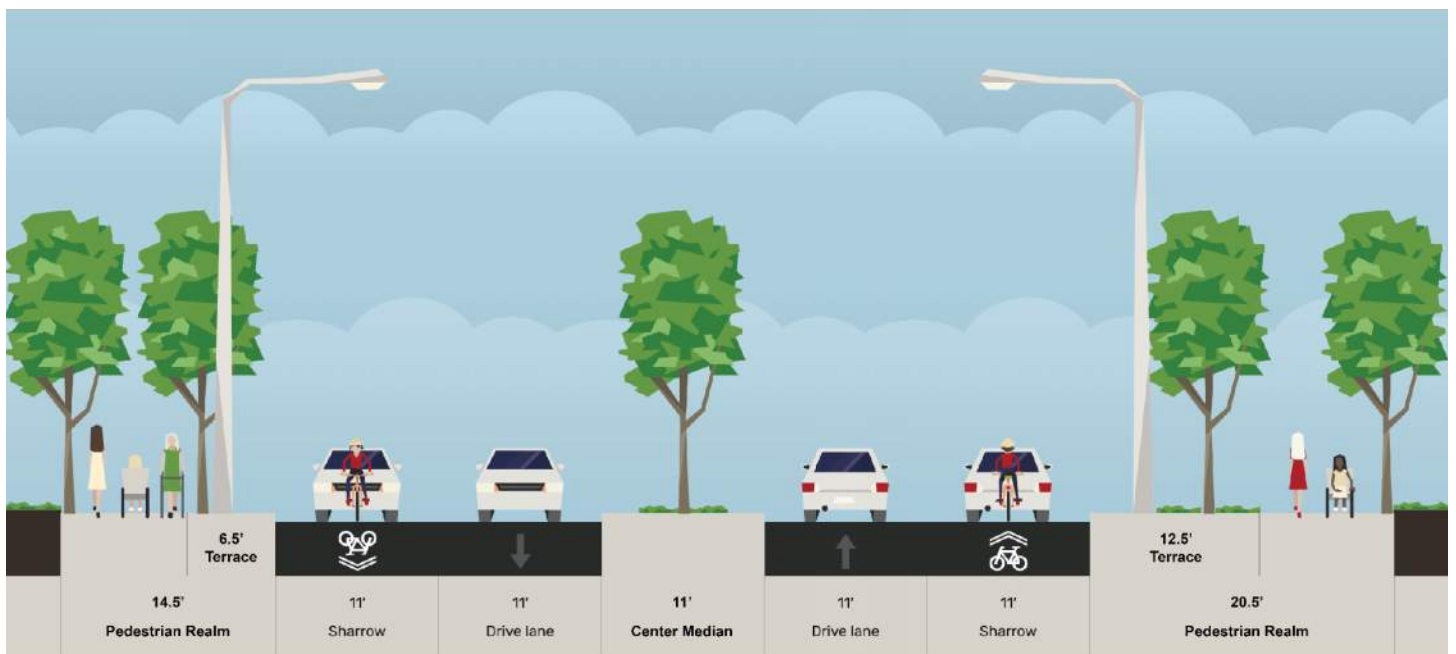 6.5'
Terrace
12.5'
Terrace
14.5'
Pedestrian Realm
11'
Sharrow
11'
Drive lane
11'
Center Median
11'
Drive lane
11'
Sharrow
20.5'
Pedestrian Realm